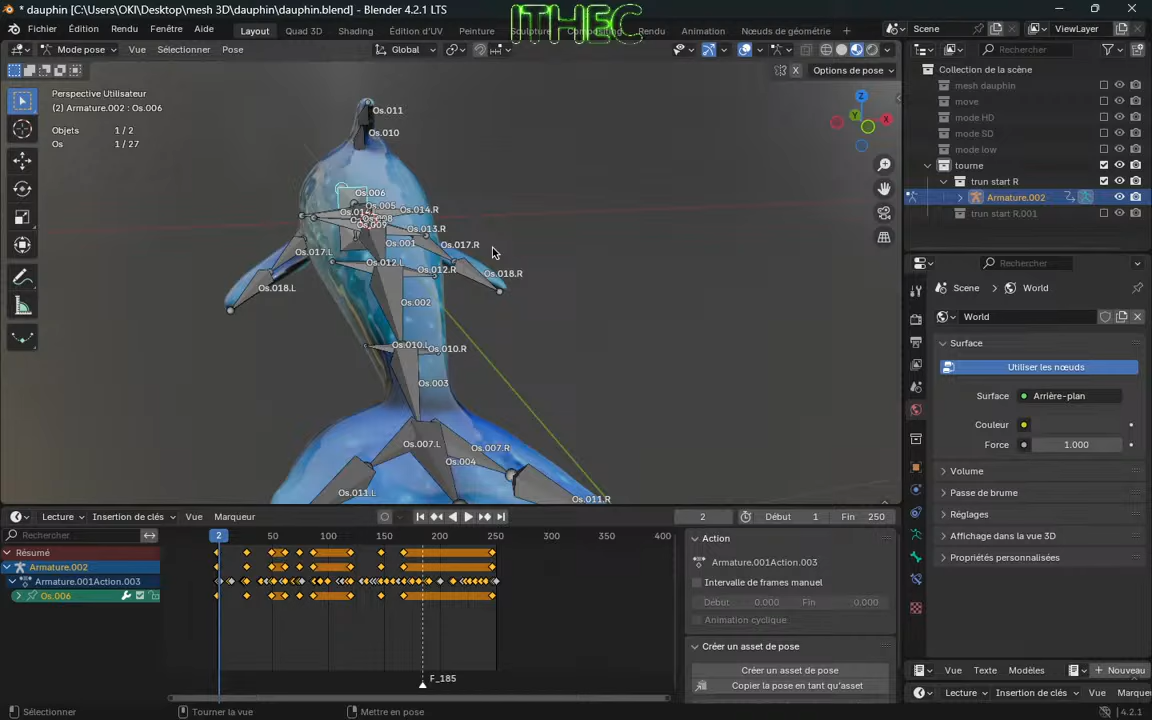 * dauphin [C:\Users\OKI\Desktop\mesh 3D\dauphin\dauphin.blend] - Blender 4.2.1 LTS
ITHEC
Fichier Édition Rendu Fenêtre Aide Layout Quad 3D Shading Édition d'UV Peinture Rendu Animation Nœuds de géométrie Scene ViewLayer
Mode pose Vue Sélectionner Pose Global Rechercher
X Options de pose
Collection de la scène
mesh dauphin
move
mode HD
mode SD
mode low
tourne
trun start R
Armature.002
trun start R.001
Perspective Utilisateur
(2) Armature.002 : Os.006
Objets 1 / 2
Os 1 / 27
Z
Y
X
Os.011
Os.010
Os.006
Os.005
Os.014.R
Os.009
Os.013.R
Os.001
Os.017.R
Os.017.L
Os.012.L
Os.012.R
Os.018.R
Os.018.L
Os.002
Os.010.L
Os.010.R
Os.003
Os.007.L
Os.007.R
Os.004
Os.011.L
Os.011.R
Rechercher
Scene World
World
Surface
Utiliser les nœuds
Surface Arrière-plan
Couleur
Force 1.000
Volume
Passe de brume
Réglages
Affichage dans la vue 3D
Propriétés personnalisées
Vue Texte Modèles Nouveau
Lecture Insertion de clés Vue Marque
Lecture Insertion de clés Vue Marqueur 2 Début 1 Fin 250
Rechercher 2 50 100 150 200 250 300 350 400
Résumé
Armature.002
Armature.001Action.003
Os.006
F_185
Action
Armature.001Action.003
Intervalle de frames manuel
Début 0.000 Fin 0.000
Animation cyclique
Créer un asset de pose
Créer un asset de pose
Copier la pose en tant qu'asset
Sélectionner Tourner la vue Mettre en pose 4.2.1